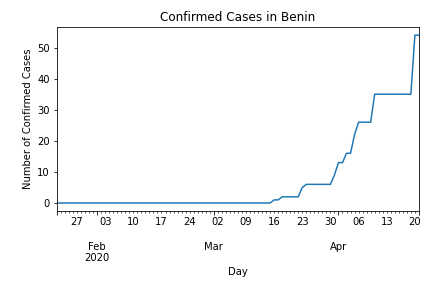 Confirmed Cases in Benin
Number of Confirmed Cases
50
40
30
20
10
0
27 03 10 17 24 02 09 16 23 30 06 13 20
Feb Mar Apr
2020
Day